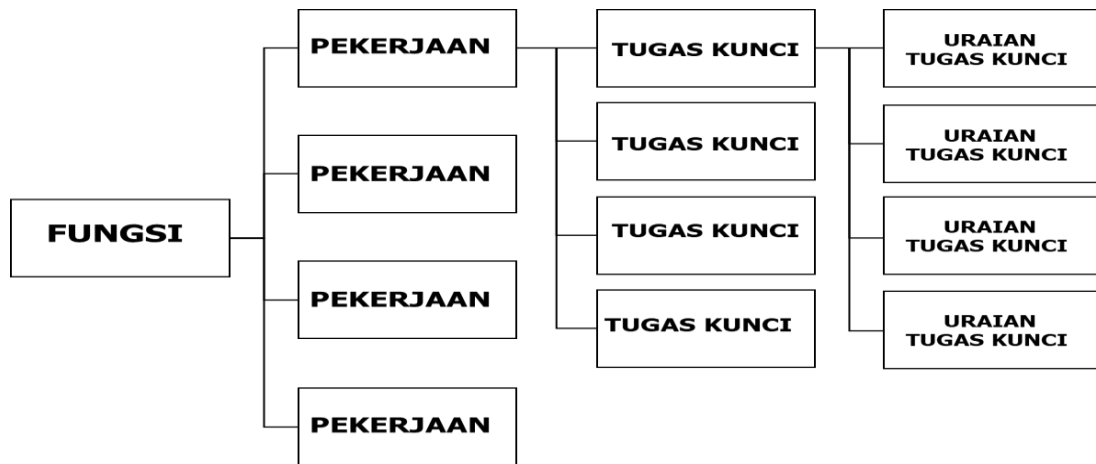 FUNGSI
PEKERJAAN
PEKERJAAN
PEKERJAAN
PEKERJAAN
TUGAS KUNCI
TUGAS KUNCI
TUGAS KUNCI
TUGAS KUNCI
URAIAN
TUGAS KUNCI
URAIAN
TUGAS KUNCI
URAIAN
TUGAS KUNCI
URAIAN
TUGAS KUNCI